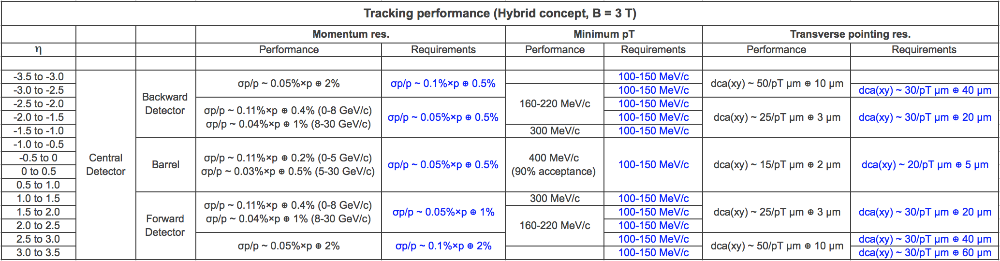 Tracking performance (Hybrid concept, B = 3 T)
Momentum res. Minimum pT Transverse pointing res.
η Performance Requirements Performance Requirements Performance Requirements
-3.5 to -3.0
-3.0 to -2.5
-2.5 to -2.0
-2.0 to -1.5
-1.5 to -1.0
-1.0 to -0.5
-0.5 to 0
0 to 0.5
0.5 to 1.0
1.0 to 1.5
1.5 to 2.0
2.0 to 2.5
2.5 to 3.0
3.0 to 3.5
Central
Detector
Backward
Detector
Barrel
Forward
Detector
σp/p ~ 0.05%×p ⊕ 2%
σp/p ~ 0.11%×p ⊕ 0.4% (0-8 GeV/c)
σp/p ~ 0.04%×p ⊕ 1% (8-30 GeV/c)
σp/p ~ 0.11%×p ⊕ 0.2% (0-5 GeV/c)
σp/p ~ 0.03%×p ⊕ 0.5% (5-30 GeV/c)
σp/p ~ 0.11%×p ⊕ 0.4% (0-8 GeV/c)
σp/p ~ 0.04%×p ⊕ 1% (8-30 GeV/c)
σp/p ~ 0.05%×p ⊕ 2%
σp/p ~ 0.1%×p ⊕ 0.5%
σp/p ~ 0.05%×p ⊕ 0.5%
σp/p ~ 0.05%×p ⊕ 0.5%
σp/p ~ 0.05%×p ⊕ 1%
σp/p ~ 0.1%×p ⊕ 2%
160-220 MeV/c
300 MeV/c
400 MeV/c
(90% acceptance)
300 MeV/c
160-220 MeV/c
100-150 MeV/c
100-150 MeV/c
100-150 MeV/c
100-150 MeV/c
100-150 MeV/c
100-150 MeV/c
100-150 MeV/c
100-150 MeV/c
100-150 MeV/c
100-150 MeV/c
100-150 MeV/c
dca(xy) ~ 50/pT µm ⊕ 10 µm
dca(xy) ~ 25/pT µm ⊕ 3 µm
dca(xy) ~ 15/pT µm ⊕ 2 µm
dca(xy) ~ 25/pT µm ⊕ 3 µm
dca(xy) ~ 50/pT µm ⊕ 10 µm
dca(xy) ~ 30/pT µm ⊕ 40 µm
dca(xy) ~ 30/pT µm ⊕ 20 µm
dca(xy) ~ 20/pT µm ⊕ 5 µm
dca(xy) ~ 30/pT µm ⊕ 20 µm
dca(xy) ~ 30/pT µm ⊕ 40 µm
dca(xy) ~ 30/pT µm ⊕ 60 µm